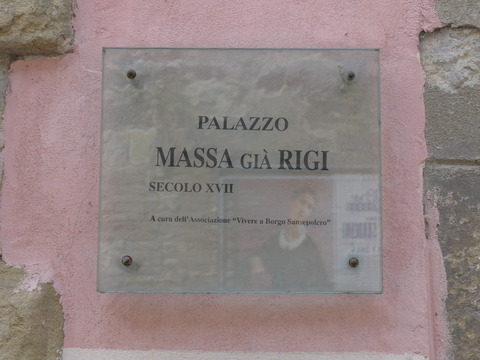 PALAZZO
MASSA GIÀ RIGI
SECOLO XVII
A cura dell'Associazione "Vivere a Borgo Sansepolcro"